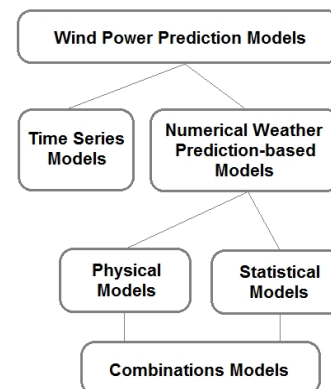 Wind Power Prediction Models
Time Series
Models
Numerical Weather
Prediction-based
Models
Physical
Models
Statistical
Models
Combinations Models